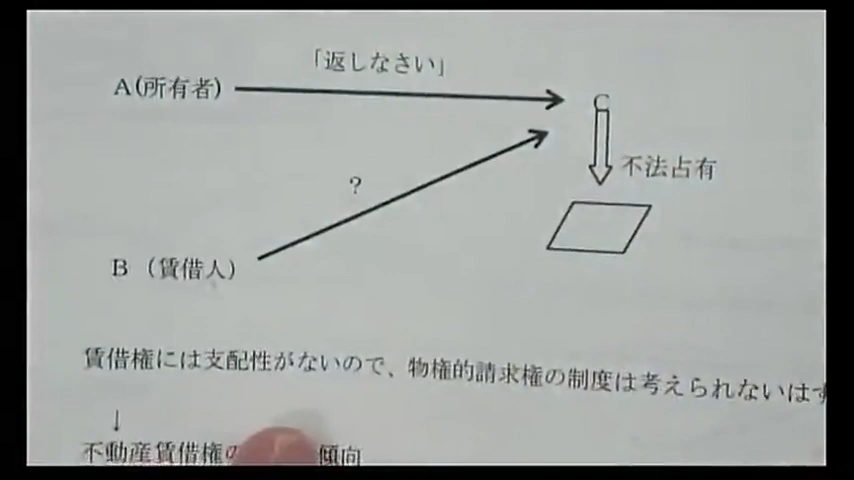 「返しなさい」
A(所有者)
C
不法占有
?
B (賃借人)
賃借権には支配性がないので、物権的請求権の制度は考えられないはず
↓
不動産賃借権の 傾向